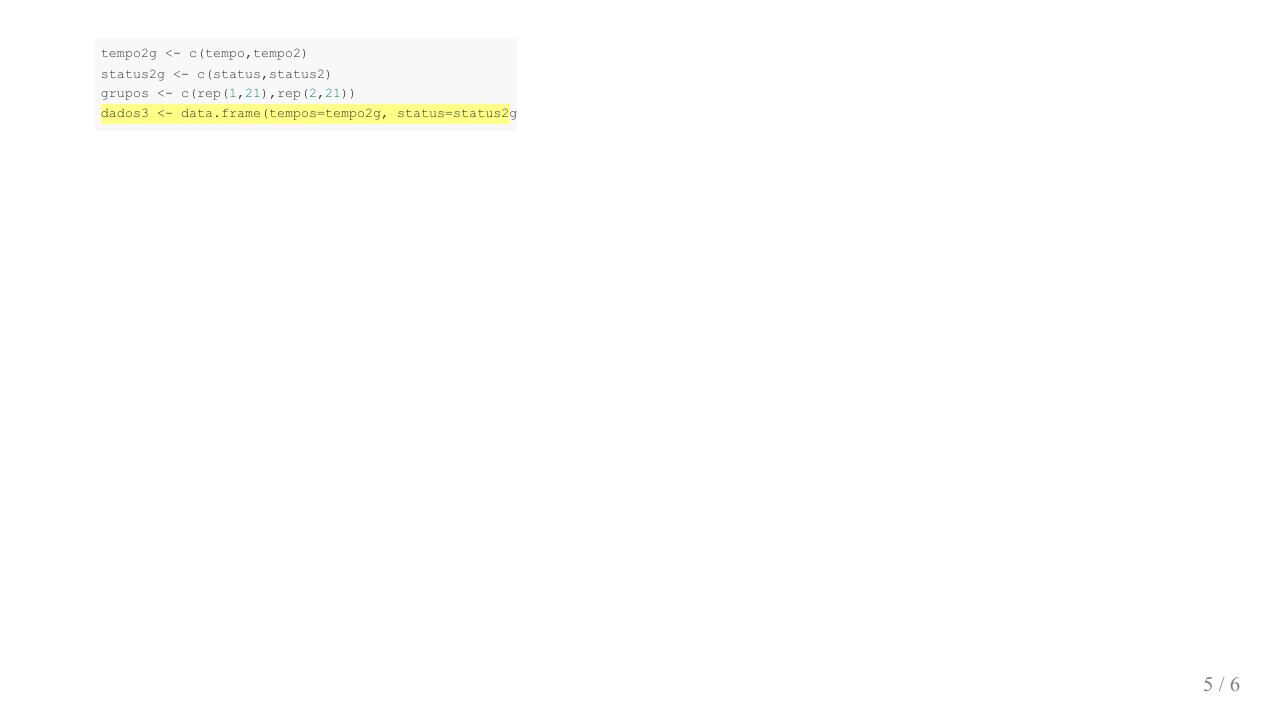 tempo2g <- c(tempo,tempo2)
status2g <- c(status,status2)
grupos <- c(rep(1,21),rep(2,21))
dados3 <- data.frame(tempos=tempo2g, status=status2g
5 / 6